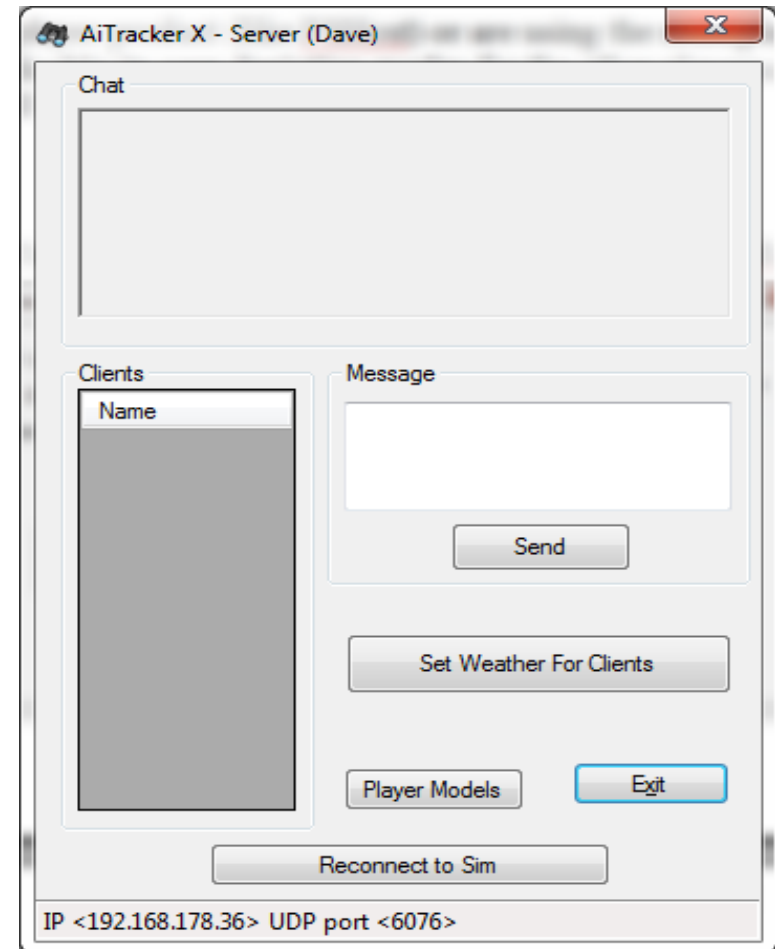 AiTracker X - Server (Dave)
Chat
Clients
Name
Message
Send
Set Weather For Clients
Player Models
Exit
Reconnect to Sim
IP <192.168.178.36> UDP port <6076>